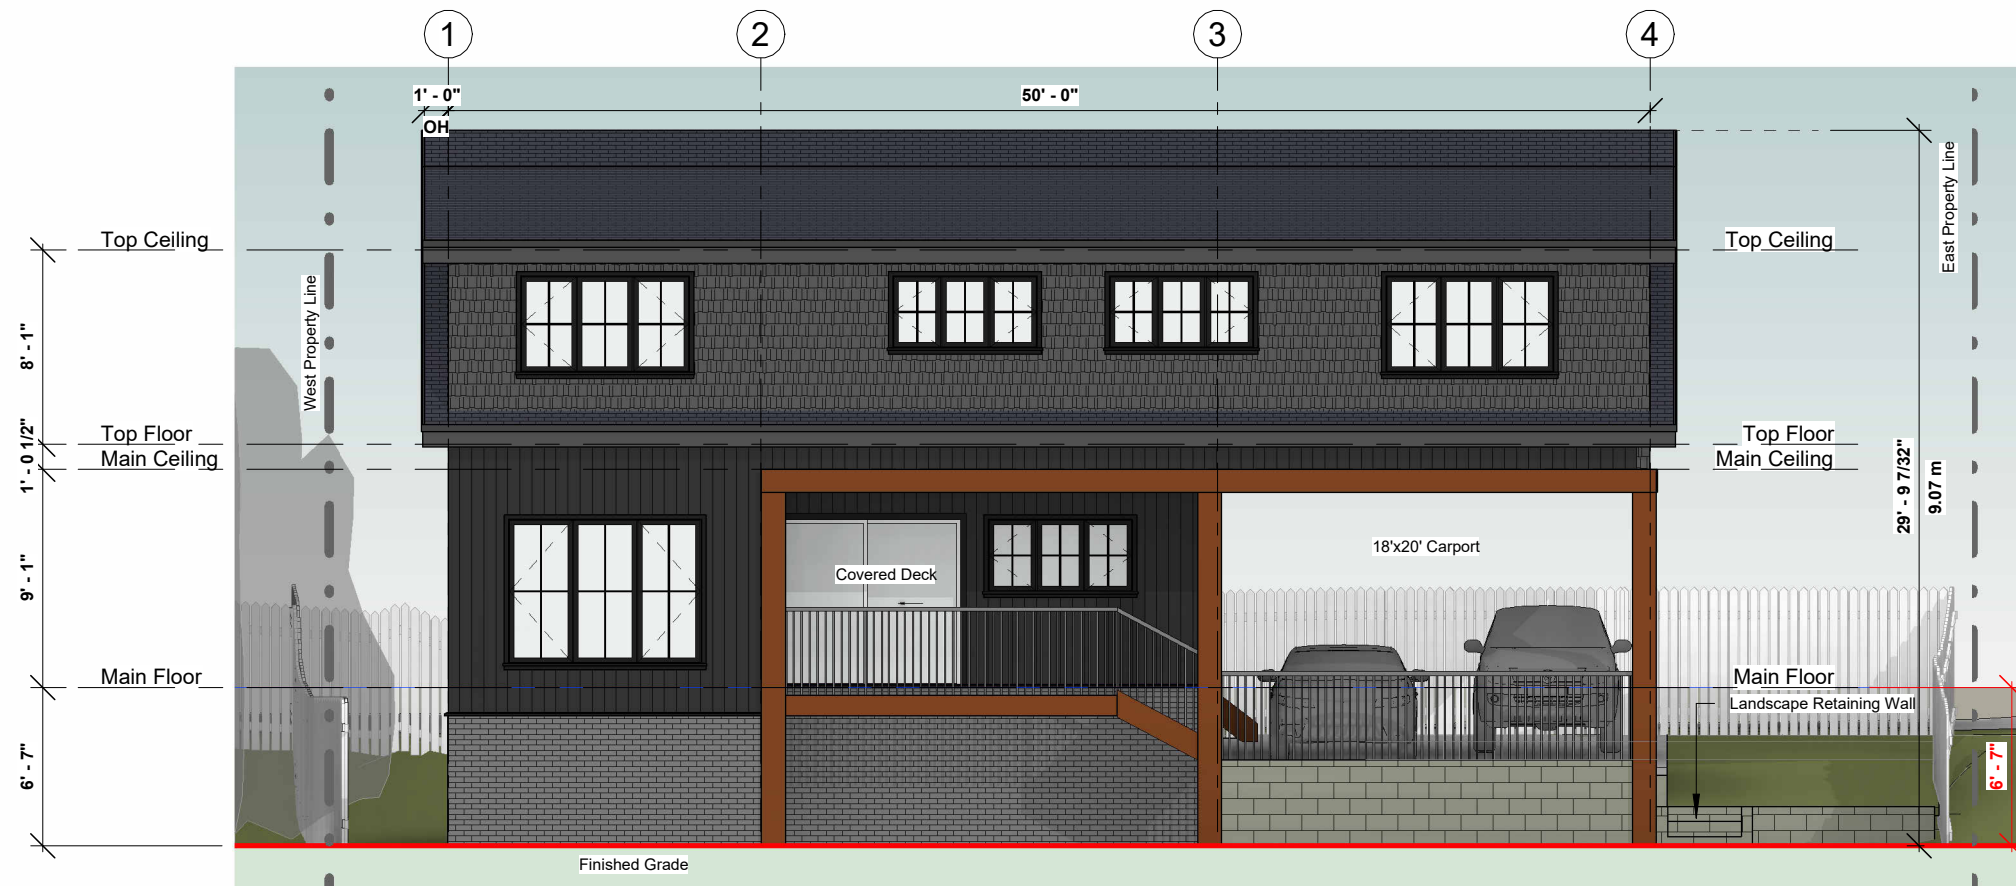 1
2
3
4
1' - 0"
50' - 0"
OH
Top Ceiling
Top Ceiling
West Property Line
East Property Line
8' - 1"
Top Floor
Top Floor
1' - 0 1/2"
Main Ceiling
Main Ceiling
29' - 9 7/32"
9.07 m
18'x20' Carport
Covered Deck
9' - 1"
Main Floor
Main Floor
Landscape Retaining Wall
6' - 7"
6' - 7"
Finished Grade